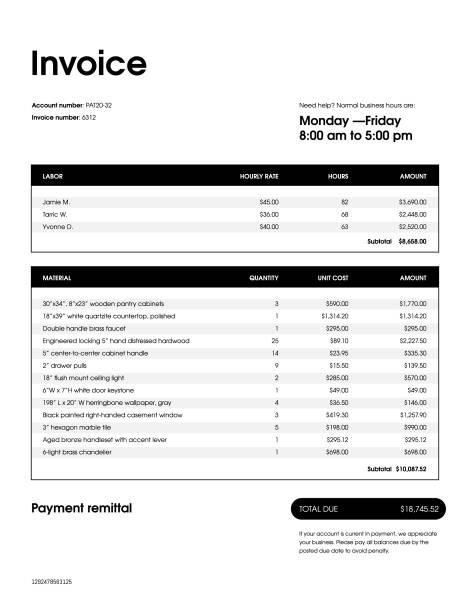 Invoice
Account number: PAT20-32
Invoice number: 6312
Need help? Normal business hours are:
Monday —Friday
8:00 am to 5:00 pm
LABOR HOURLY RATE HOURS AMOUNT
Jamie M. $45.00 82 $3,690.00
Tarric W. $36.00 68 $2,448.00
Yvonne D. $40.00 63 $2,520.00
Subtotal $8,658.00
MATERIAL QUANTITY UNIT COST AMOUNT
30"x34", 8"x23" wooden pantry cabinets 3 $590.00 $1,770.00
18"x39" white quartzite countertop, polished 1 $1,314.20 $1,314.20
Double handle brass faucet 1 $295.00 $295.00
Engineered locking 5" hand distressed hardwood 25 $89.10 $2,227.50
5" center-to-center cabinet handle 14 $23.95 $335.30
2" drawer pulls 9 $15.50 $139.50
18" flush mount ceiling light 2 $285.00 $570.00
6"W x 7"H white door keystone 1 $49.00 $49.00
198" L x 20" W herringbone wallpaper, gray 4 $36.50 $146.00
Black painted right-handed casement window 3 $419.30 $1,257.90
3" hexagon marble tile 5 $198.00 $990.00
Aged bronze handleset with accent lever 1 $295.12 $295.12
6-light brass chandelier 1 $698.00 $698.00
Subtotal $10,087.52
Payment remittal
TOTAL DUE $18,745.52
If your account is current in payment, we appreciate
your business. Please pay all balances due by the
posted due date to avoid penalty.
1292478563125